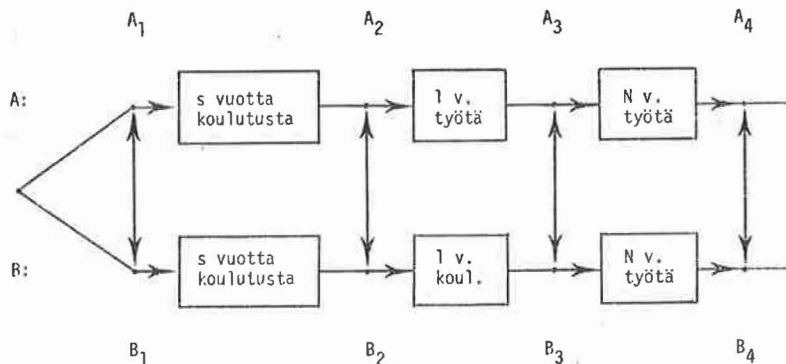 A₁ A₂ A₃ A₄
A:
s vuotta
koulutusta
1 v.
työtä
N v.
työtä
B:
s vuotta
koulutusta
1 v.
koul.
N v.
työtä
B₁ B₂ B₃ B₄